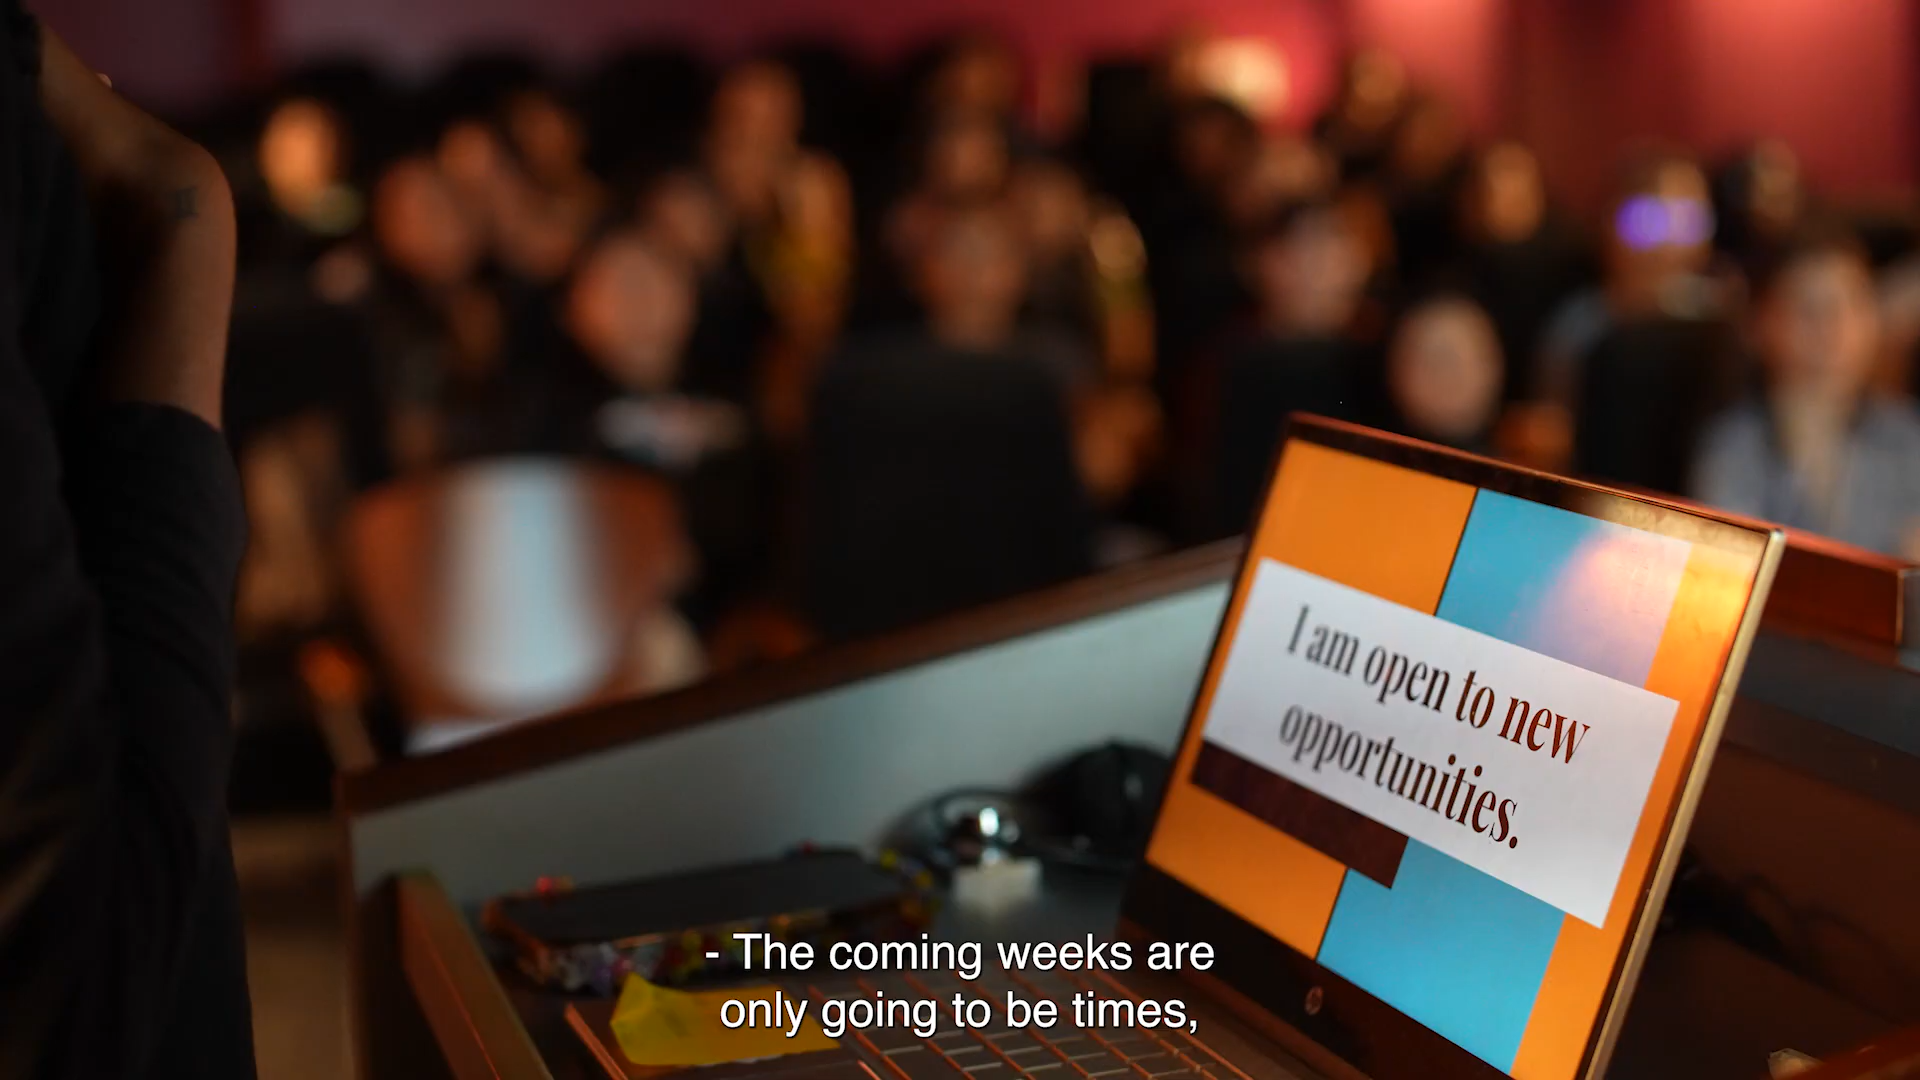 I am open to new
opportunities.
- The coming weeks are
only going to be times,